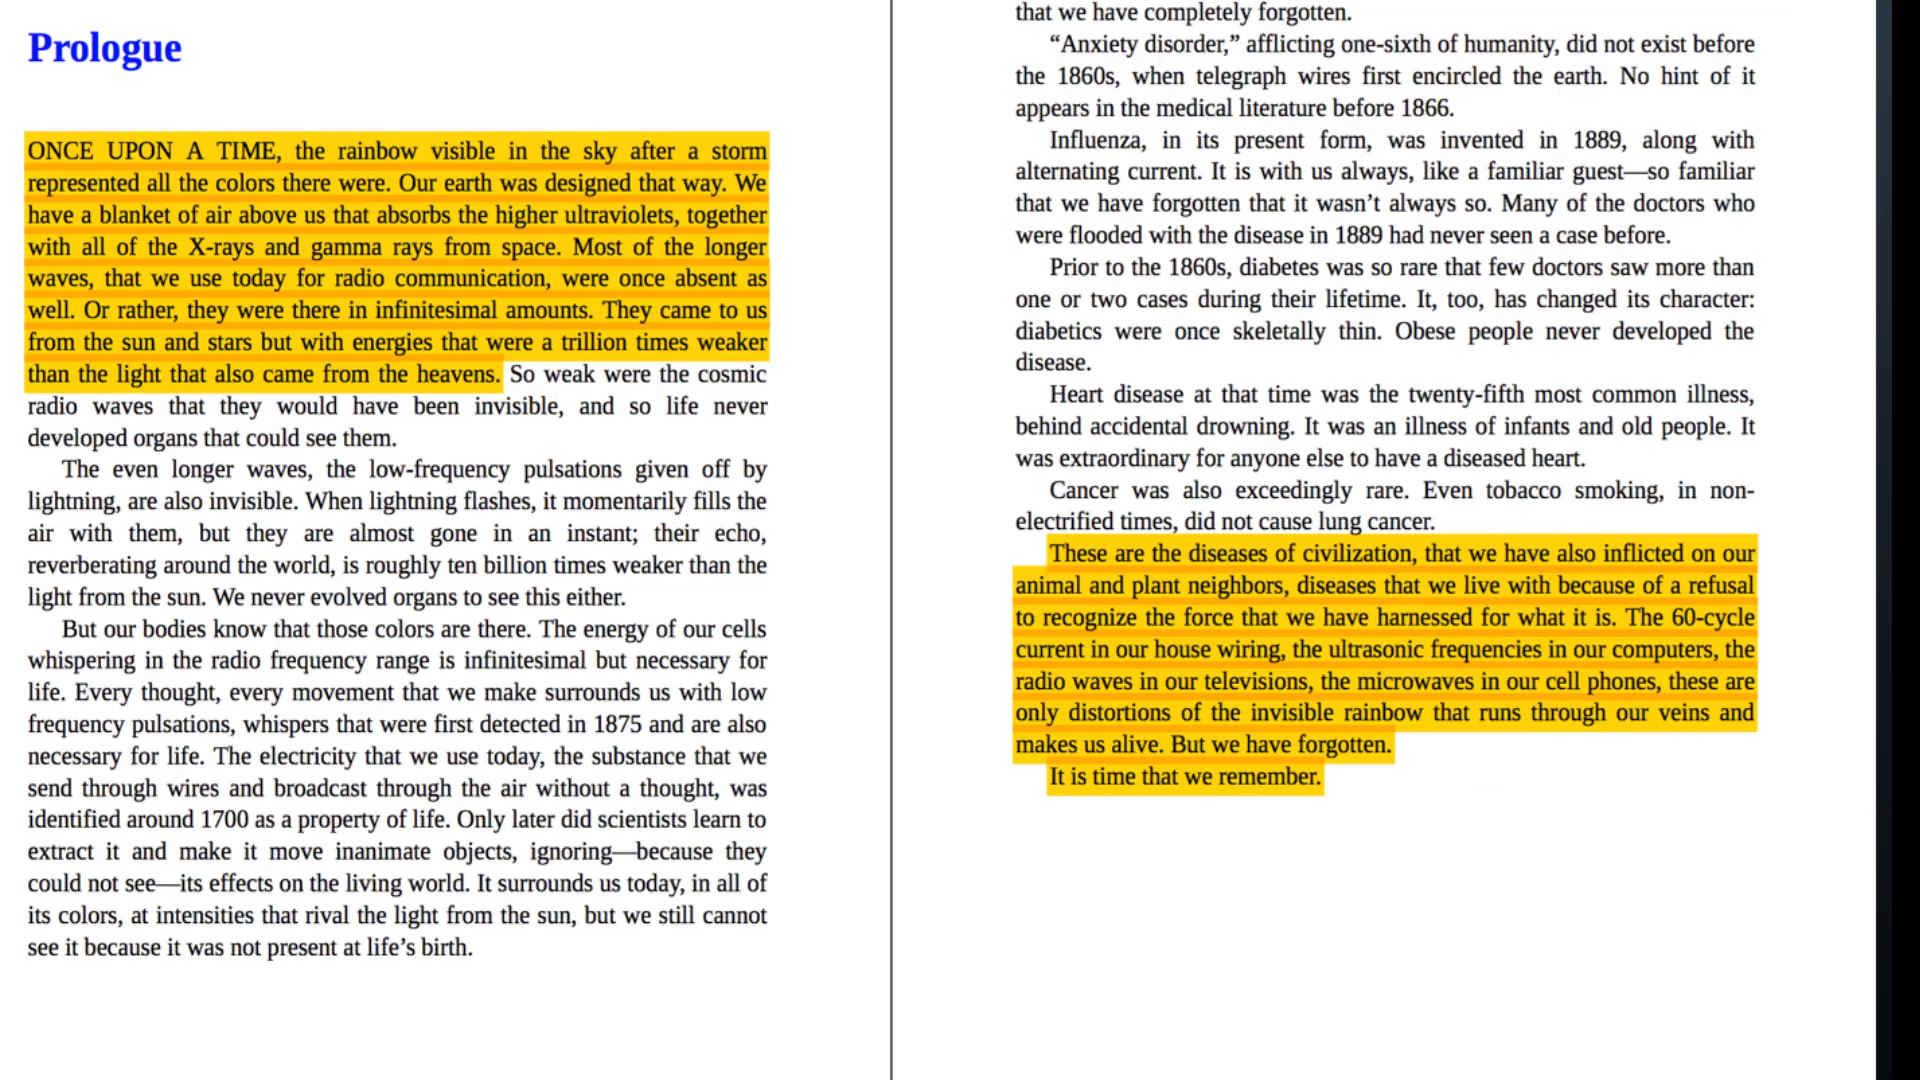 Prologue
ONCE UPON A TIME, the rainbow visible in the sky after a storm
represented all the colors there were. Our earth was designed that way. We
have a blanket of air above us that absorbs the higher ultraviolets, together
with all of the X-rays and gamma rays from space. Most of the longer
waves, that we use today for radio communication, were once absent as
well. Or rather, they were there in infinitesimal amounts. They came to us
from the sun and stars but with energies that were a trillion times weaker
than the light that also came from the heavens. So weak were the cosmic
radio waves that they would have been invisible, and so life never
developed organs that could see them.
The even longer waves, the low-frequency pulsations given off by
lightning, are also invisible. When lightning flashes, it momentarily fills the
air with them, but they are almost gone in an instant; their echo,
reverberating around the world, is roughly ten billion times weaker than the
light from the sun. We never evolved organs to see this either.
But our bodies know that those colors are there. The energy of our cells
whispering in the radio frequency range is infinitesimal but necessary for
life. Every thought, every movement that we make surrounds us with low
frequency pulsations, whispers that were first detected in 1875 and are also
necessary for life. The electricity that we use today, the substance that we
send through wires and broadcast through the air without a thought, was
identified around 1700 as a property of life. Only later did scientists learn to
extract it and make it move inanimate objects, ignoring—because they
could not see—its effects on the living world. It surrounds us today, in all of
its colors, at intensities that rival the light from the sun, but we still cannot
see it because it was not present at life’s birth.
that we have completely forgotten.
“Anxiety disorder,” afflicting one-sixth of humanity, did not exist before
the 1860s, when telegraph wires first encircled the earth. No hint of it
appears in the medical literature before 1866.
Influenza, in its present form, was invented in 1889, along with
alternating current. It is with us always, like a familiar guest—so familiar
that we have forgotten that it wasn’t always so. Many of the doctors who
were flooded with the disease in 1889 had never seen a case before.
Prior to the 1860s, diabetes was so rare that few doctors saw more than
one or two cases during their lifetime. It, too, has changed its character:
diabetics were once skeletally thin. Obese people never developed the
disease.
Heart disease at that time was the twenty-fifth most common illness,
behind accidental drowning. It was an illness of infants and old people. It
was extraordinary for anyone else to have a diseased heart.
Cancer was also exceedingly rare. Even tobacco smoking, in non-
electrified times, did not cause lung cancer.
These are the diseases of civilization, that we have also inflicted on our
animal and plant neighbors, diseases that we live with because of a refusal
to recognize the force that we have harnessed for what it is. The 60-cycle
current in our house wiring, the ultrasonic frequencies in our computers, the
radio waves in our televisions, the microwaves in our cell phones, these are
only distortions of the invisible rainbow that runs through our veins and
makes us alive. But we have forgotten.
It is time that we remember.